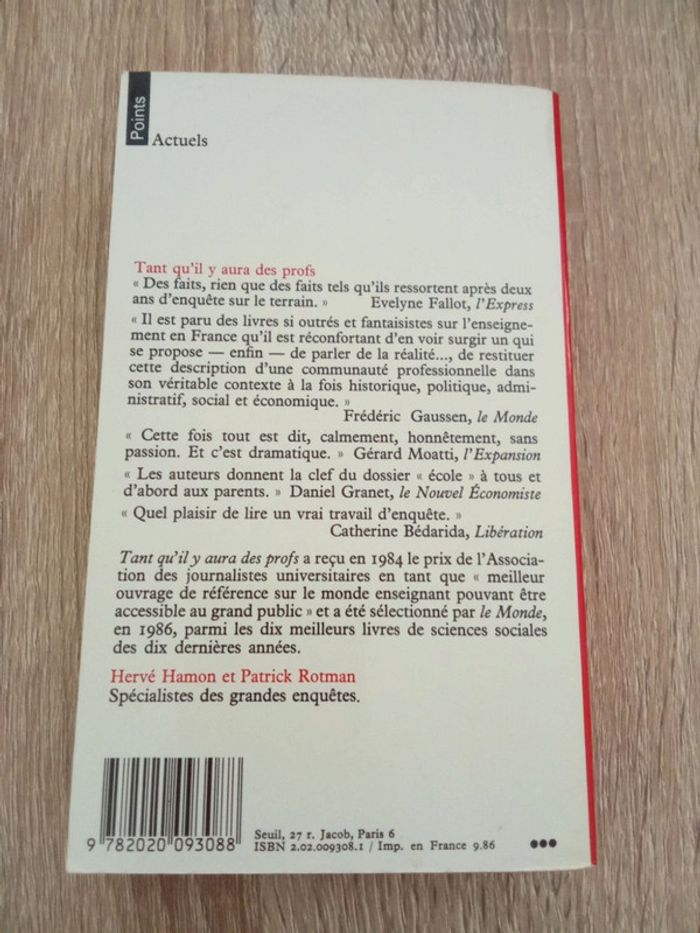 Points
Actuels
Tant qu'il y aura des profs
« Des faits, rien que des faits tels qu'ils ressortent après deux
ans d'enquête sur le terrain. » Evelyne Fallot, l'Express
« Il est paru des livres si outrés et fantaisistes sur l'enseigne-
ment en France qu'il est réconfortant d'en voir surgir un qui
se propose — enfin — de parler de la réalité..., de restituer
cette description d'une communauté professionnelle dans
son véritable contexte à la fois historique, politique, admi-
nistratif, social et économique. »
Frédéric Gaussen, le Monde
« Cette fois tout est dit, calmement, honnêtement, sans
passion. Et c'est dramatique. » Gérard Moatti, l'Expansion
« Les auteurs donnent la clef du dossier « école » à tous et
d'abord aux parents. » Daniel Granet, le Nouvel Économiste
« Quel plaisir de lire un vrai travail d'enquête. »
Catherine Bédarida, Libération
Tant qu'il y aura des profs a reçu en 1984 le prix de l'Associa-
tion des journalistes universitaires en tant que « meilleur
ouvrage de référence sur le monde enseignant pouvant être
accessible au grand public » et a été sélectionné par le Monde,
en 1986, parmi les dix meilleurs livres de sciences sociales
des dix dernières années.
Hervé Hamon et Patrick Rotman
Spécialistes des grandes enquêtes.
9 782020 093088
Seuil, 27 r. Jacob, Paris 6
ISBN 2.02.009308.1 / Imp. en France 9.86